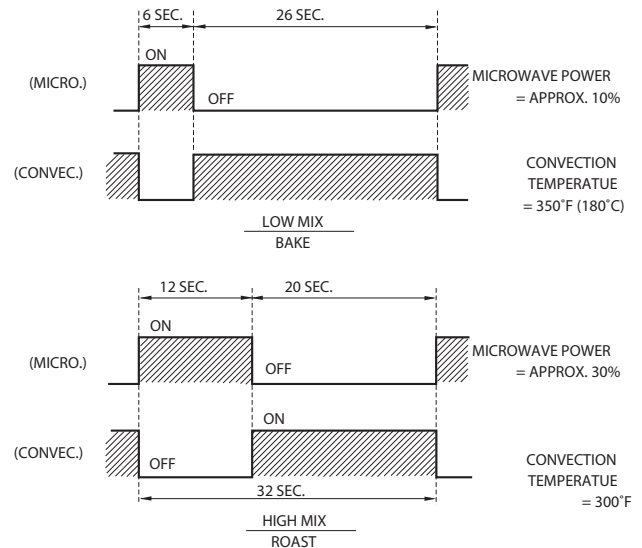 6 SEC. 26 SEC.
ON
(MICRO.) OFF MICROWAVE POWER
= APPROX. 10%
(CONVEC.) CONVECTION
TEMPERATUE
= 350˚F (180˚C)
LOW MIX
BAKE
12 SEC. 20 SEC.
ON
(MICRO.) OFF MICROWAVE POWER
= APPROX. 30%
ON
(CONVEC.) OFF CONVECTION
TEMPERATUE
= 300˚F
32 SEC.
HIGH MIX
ROAST